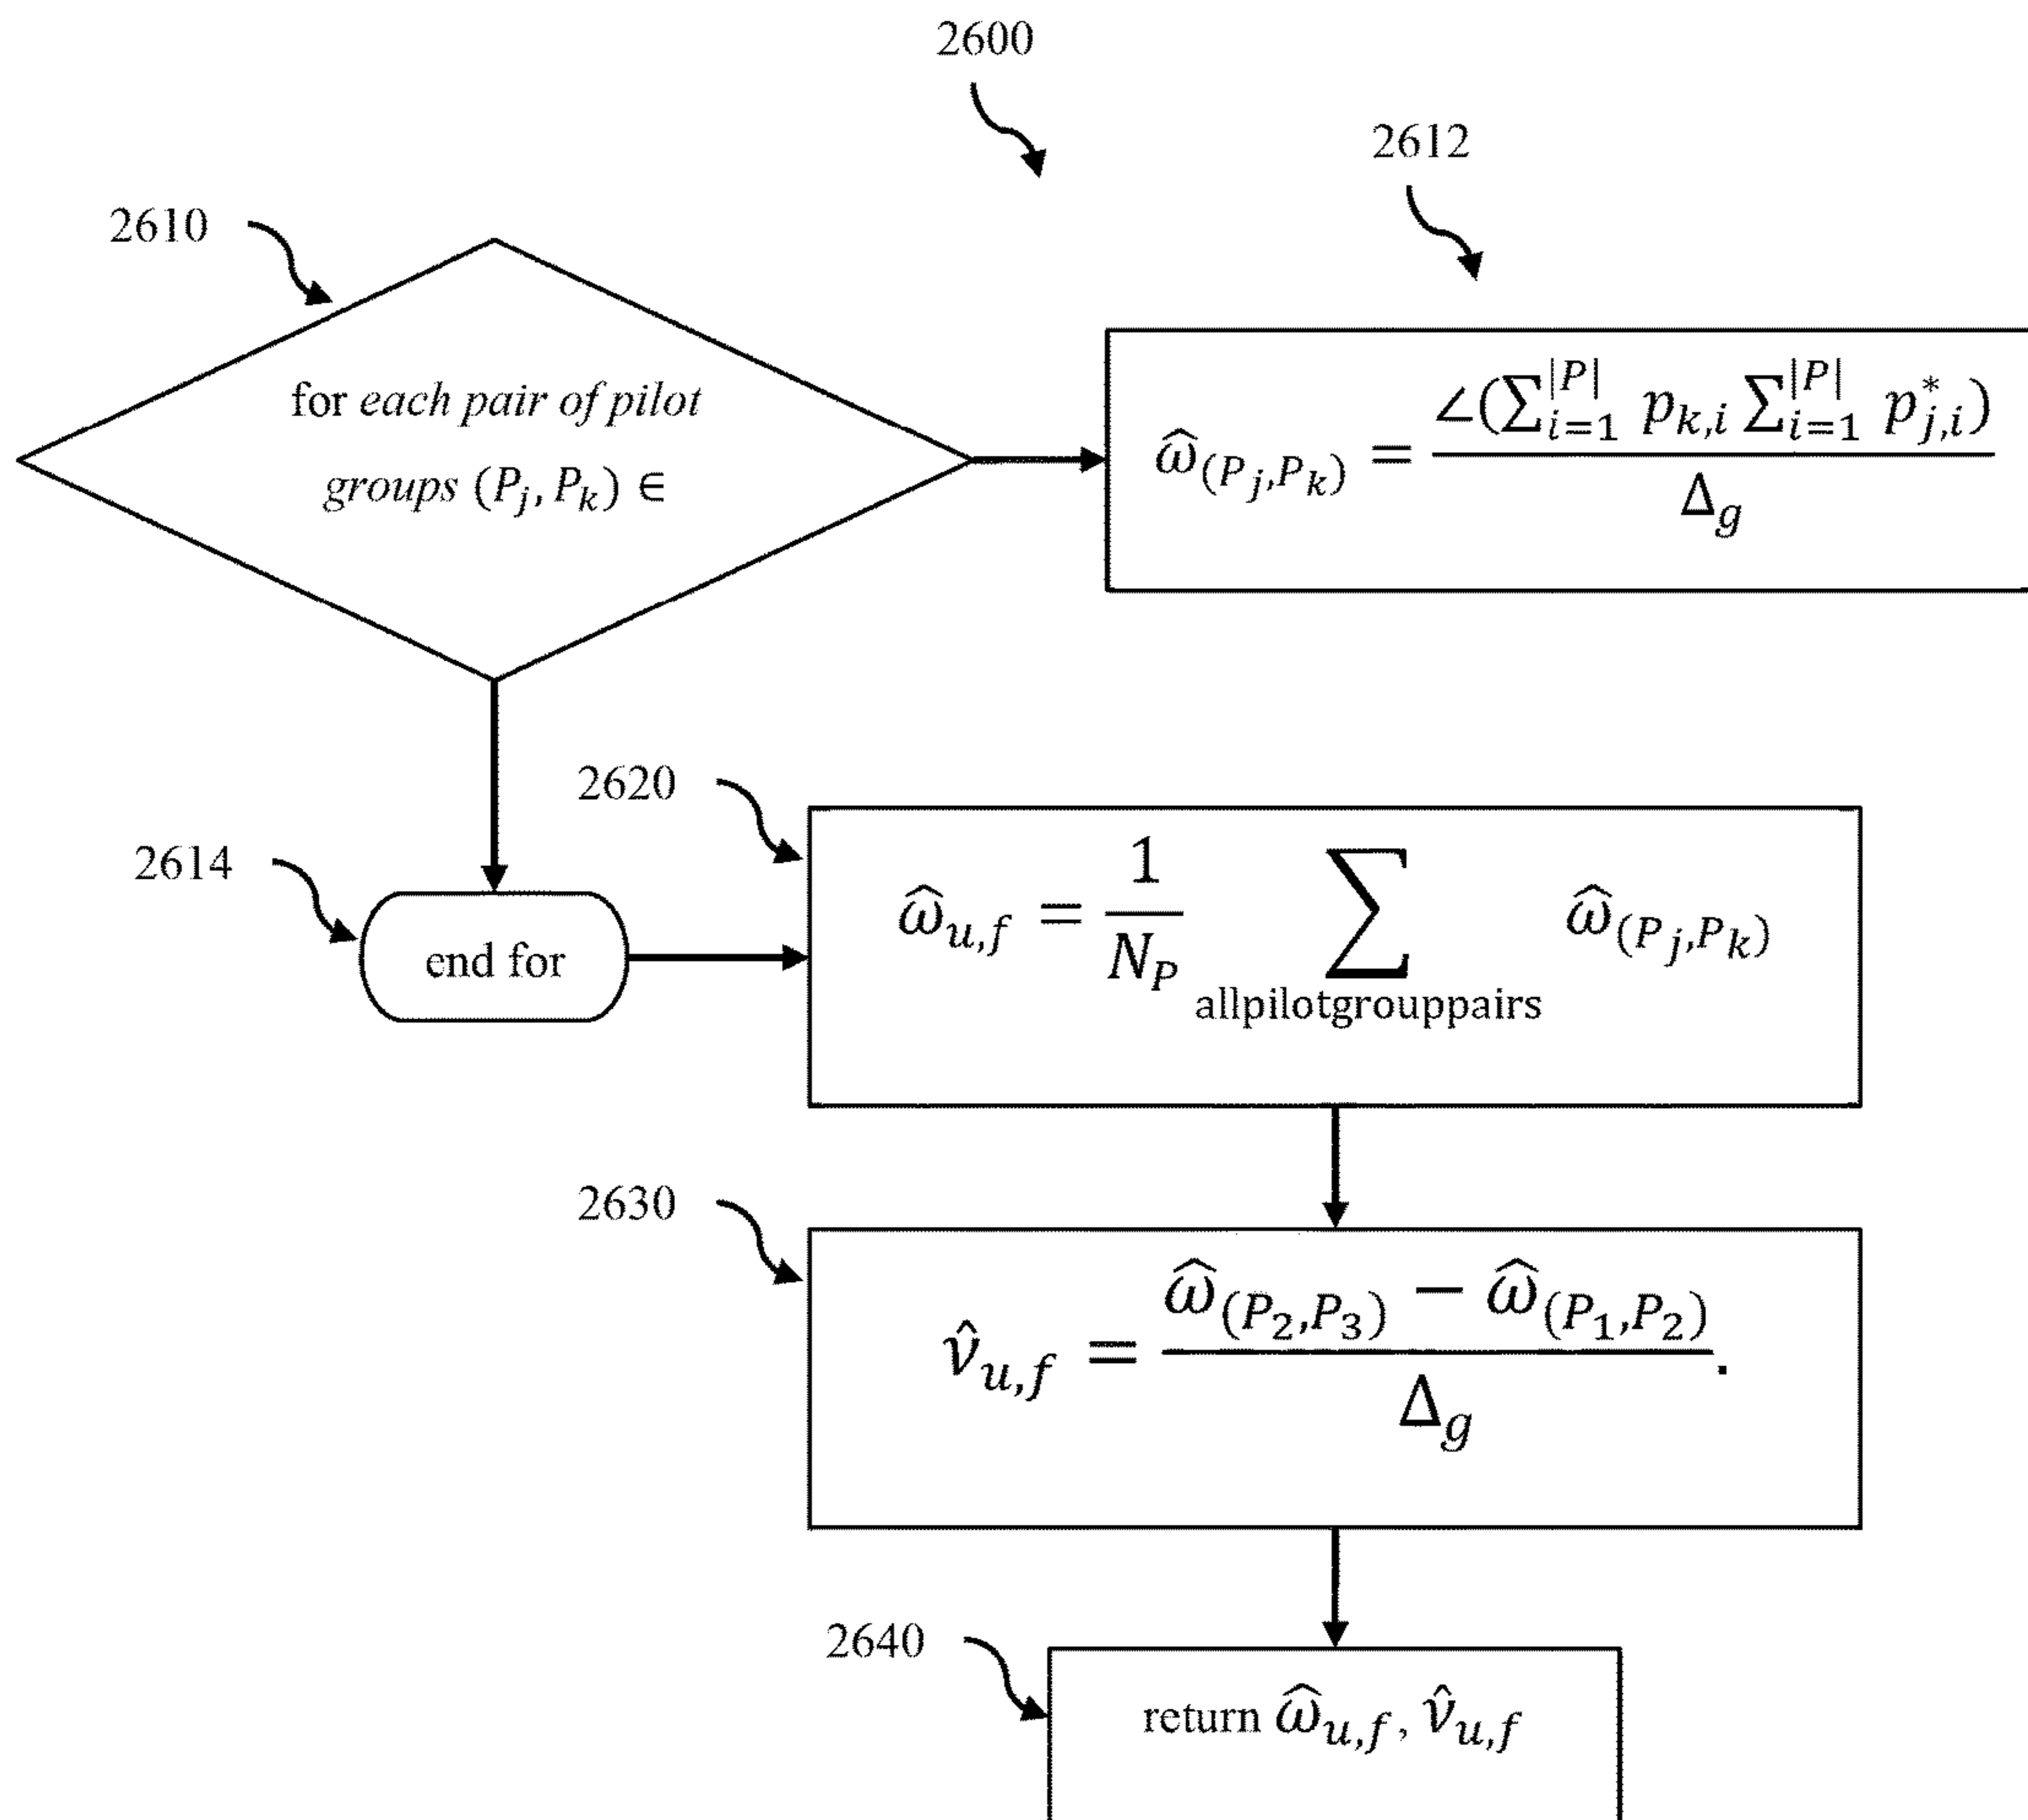 2600
2612
2610
for each pair of pilot
groups (P_j, P_k) ∈
ω̂_(P_j,P_k) = ∠(∑_{i=1}^{|P|} p_{k,i} ∑_{i=1}^{|P|} p*_{j,i}) / Δ_g
2620
2614
end for
ω̂_{u,f} = 1/N_P ∑_{allpilotgrouppairs} ω̂_(P_j,P_k)
2630
v̂_{u,f} = (ω̂_(P_2,P_3) − ω̂_(P_1,P_2)) / Δ_g.
2640
return ω̂_{u,f}, v̂_{u,f}